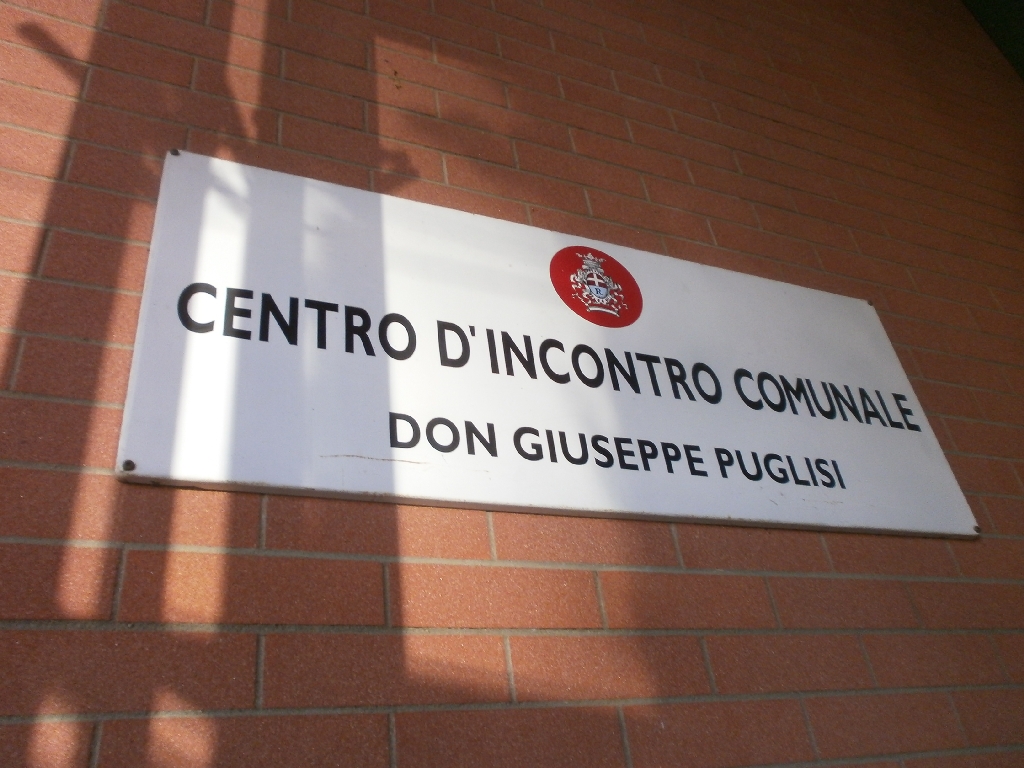 R
CENTRO D'INCONTRO COMUNALE
DON GIUSEPPE PUGLISI